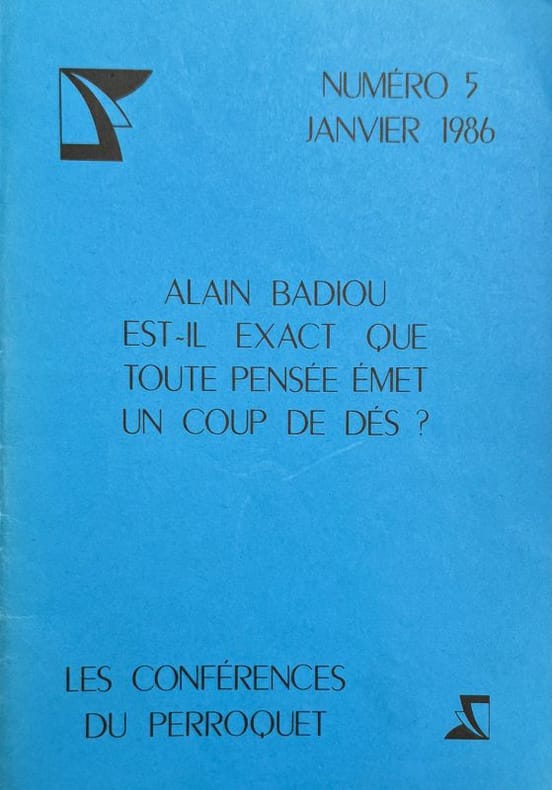 NUMÉRO 5
JANVIER 1986
ALAIN BADIOU
EST-IL EXACT QUE
TOUTE PENSÉE ÉMET
UN COUP DE DÉS ?
LES CONFÉRENCES
DU PERROQUET